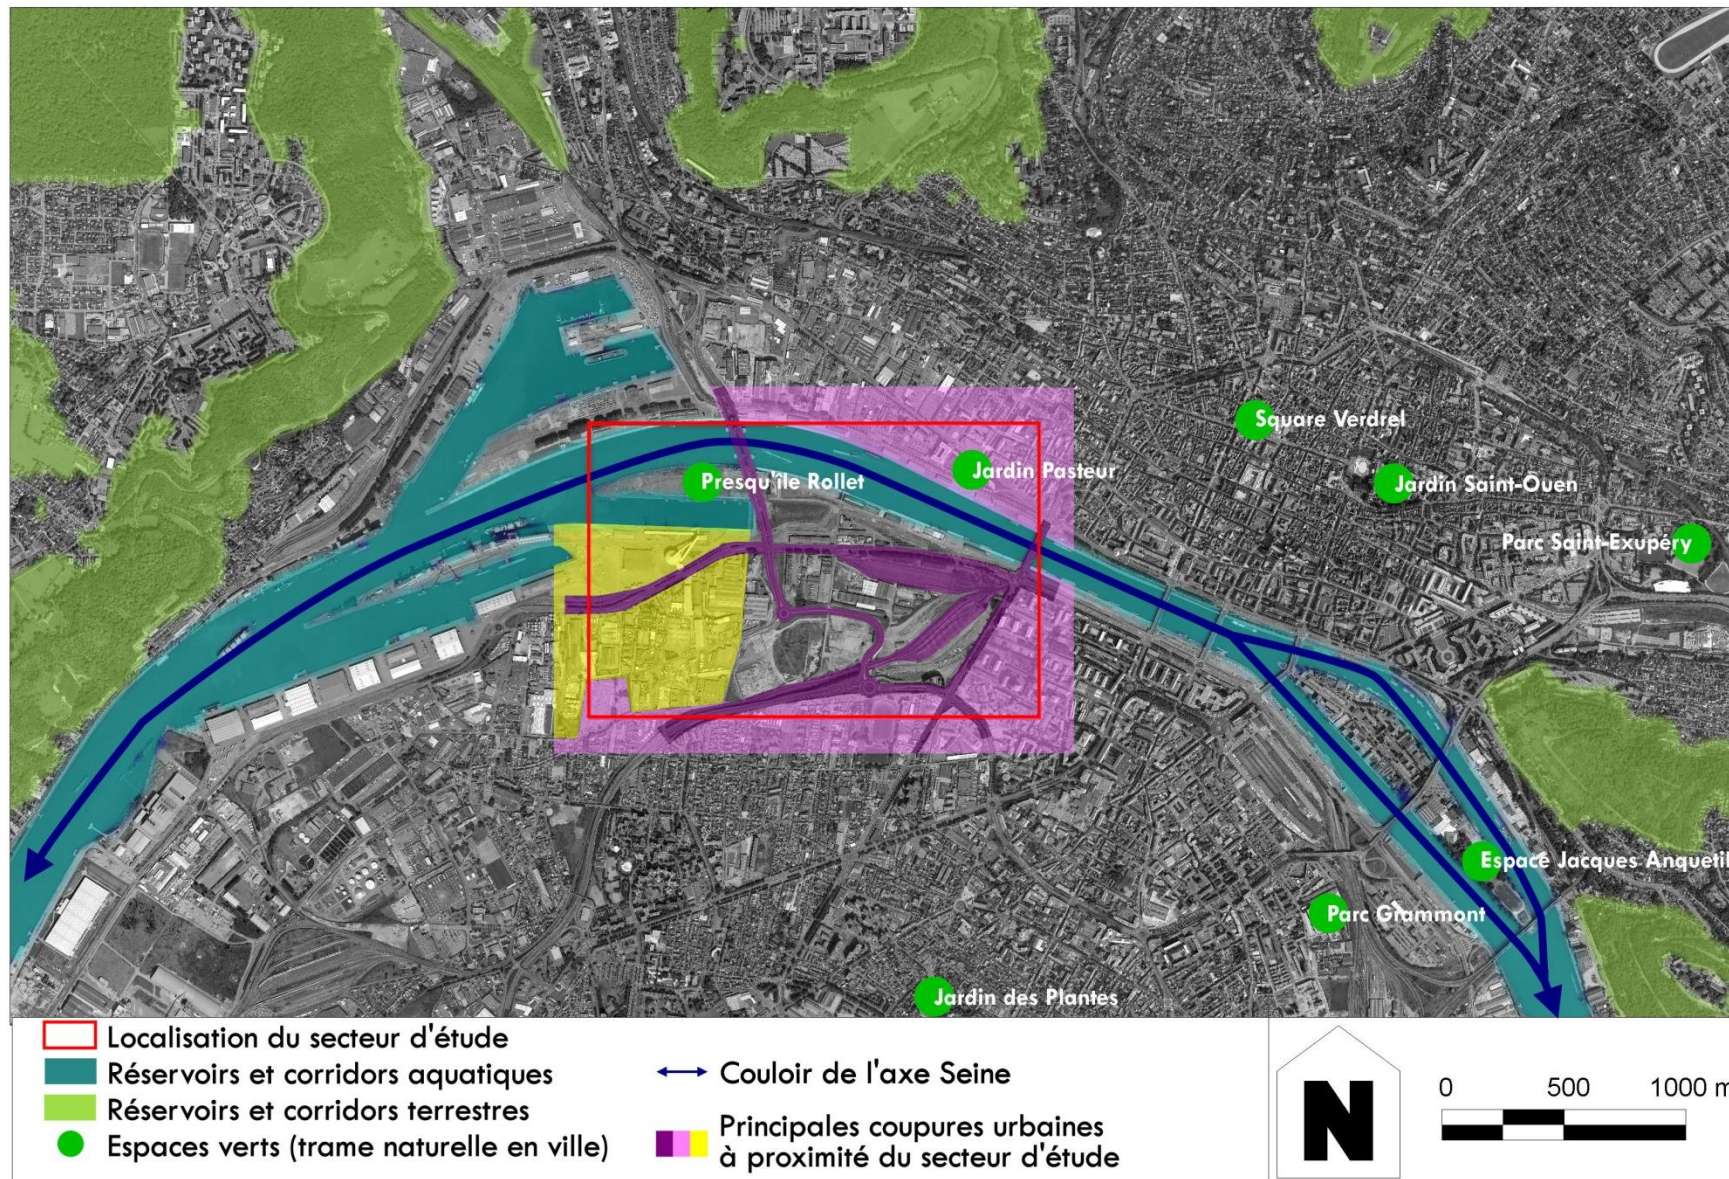 Square Verdrel
Jardin Pasteur
Presqu'île Rollet
Jardin Saint-Ouen
Parc Saint-Exupéry
Espace Jacques Anquetil
Parc Grammont
Jardin des Plantes
Localisation du secteur d'étude
Réservoirs et corridors aquatiques
Réservoirs et corridors terrestres
Espaces verts (trame naturelle en ville)
Couloir de l'axe Seine
Principales coupures urbaines
à proximité du secteur d'étude
N
0 500 1000 m